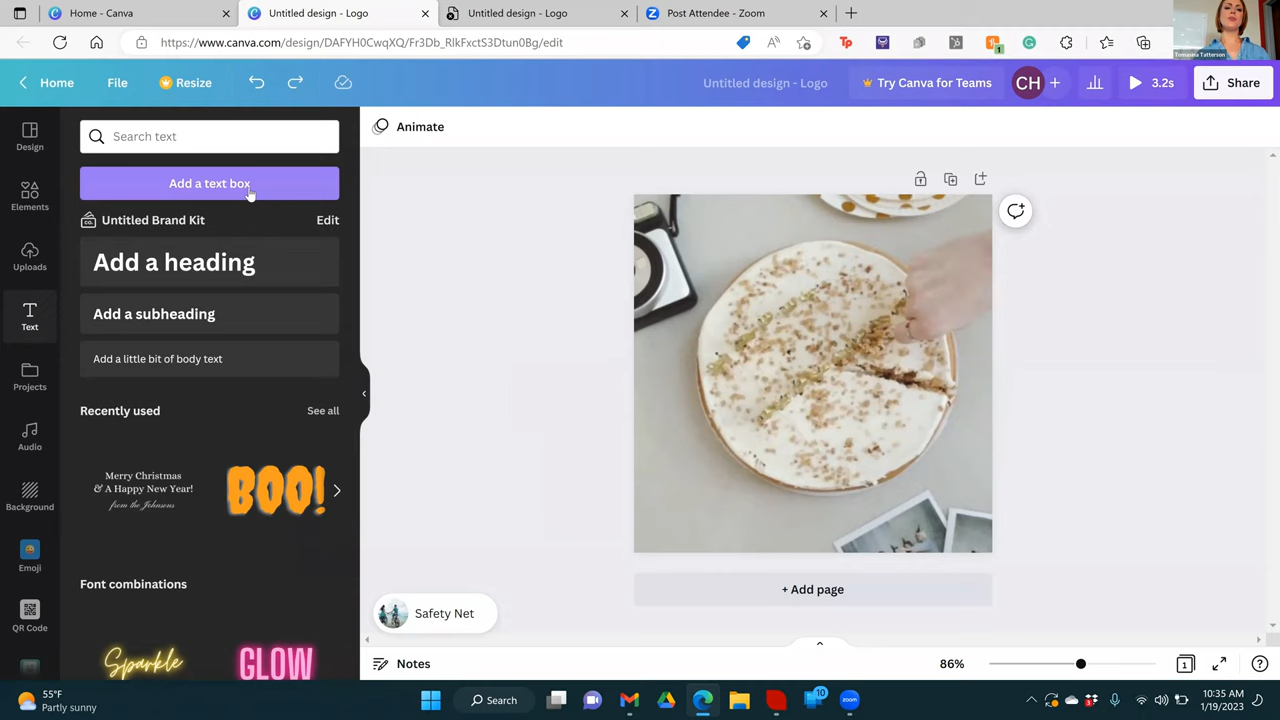 Home - Canva
Untitled design - Logo
Untitled design - Logo
Post Attendee - Zoom
https://www.canva.com/design/DAFYH0CwqXQ/Fr3Db_RlkFxctS3Dtun0Bg/edit
Tomasina Tatterson
Home
File
Resize
Untitled design - Logo
Try Canva for Teams
CH
3.2s
Share
Design
Elements
Uploads
Text
Projects
Audio
Background
Emoji
QR Code
Search text
Add a text box
Untitled Brand Kit
Edit
Add a heading
Add a subheading
Add a little bit of body text
Recently used
See all
Merry Christmas
& A Happy New Year!
from the Johnsons
BOO!
Font combinations
Sparkle
GLOW
Animate
+ Add page
Safety Net
Notes
86%
1
55°F
Partly sunny
Search
10
10:35 AM
1/19/2023